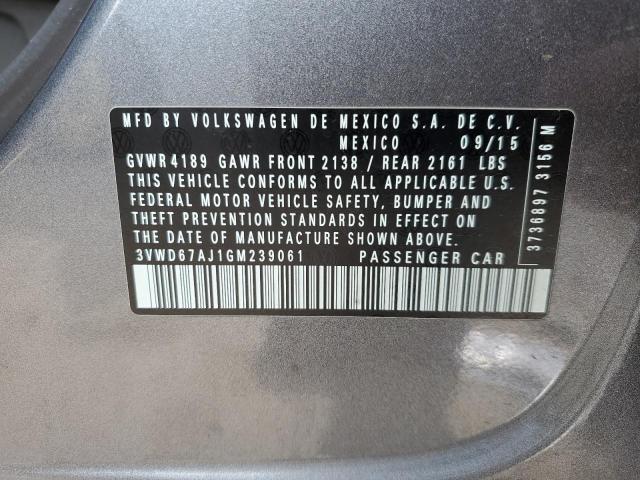 MFD BY VOLKSWAGEN DE MEXICO S.A. DE C.V.
MEXICO 09/15
GVWR 4189 GAWR FRONT 2138 / REAR 2161 LBS
THIS VEHICLE CONFORMS TO ALL APPLICABLE U.S.
FEDERAL MOTOR VEHICLE SAFETY, BUMPER AND
THEFT PREVENTION STANDARDS IN EFFECT ON
THE DATE OF MANUFACTURE SHOWN ABOVE.
3VWD67AJ1GM239061 PASSENGER CAR
3736897 3156 M